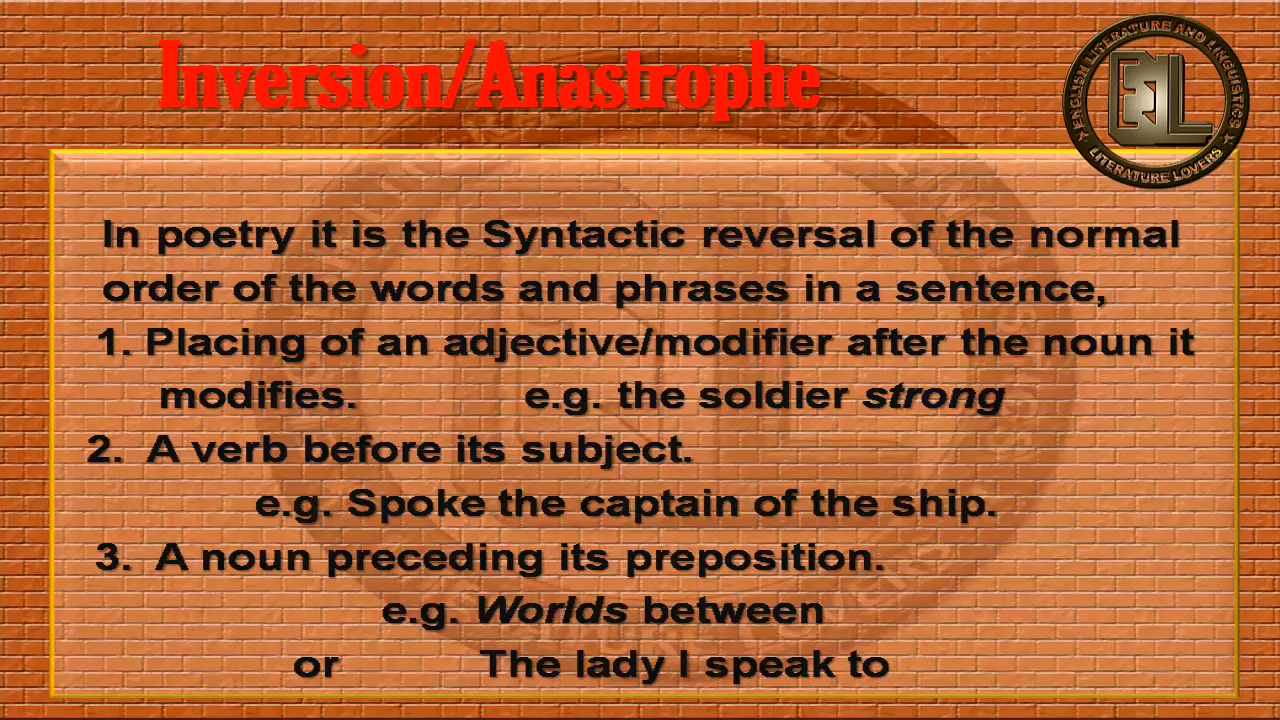 Inversion/Anastrophe
ENGLISH LITERATURE AND LINGUISTICS
ELL
LITERATURE LOVERS
In poetry it is the Syntactic reversal of the normal
order of the words and phrases in a sentence,
1. Placing of an adjective/modifier after the noun it
modifies. e.g. the soldier strong
2. A verb before its subject.
e.g. Spoke the captain of the ship.
3. A noun preceding its preposition.
e.g. Worlds between
or The lady I speak to